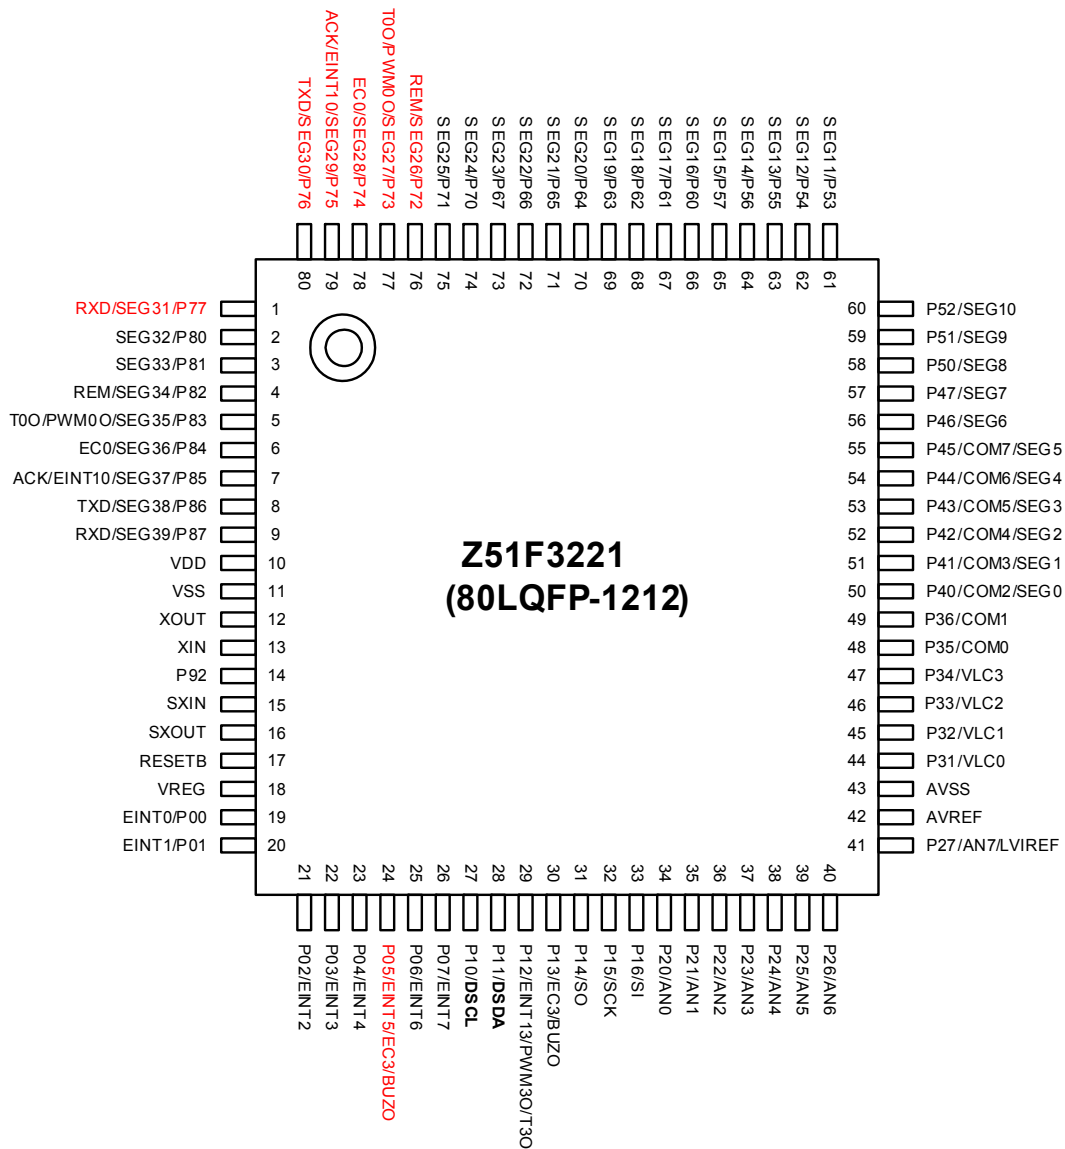 TXD/SEG30/P76
ACK/EINT10/SEG29/P75
EC0/SEG28/P74
T0O/PWM0O/SEG27/P73
REM/SEG26/P72
SEG25/P71
SEG24/P70
SEG23/P67
SEG22/P66
SEG21/P65
SEG20/P64
SEG19/P63
SEG18/P62
SEG17/P61
SEG16/P60
SEG15/P57
SEG14/P56
SEG13/P55
SEG12/P54
SEG11/P53
80 79 78 77 76 75 74 73 72 71 70 69 68 67 66 65 64 63 62 61
RXD/SEG31/P77 1
SEG32/P80 2
SEG33/P81 3
REM/SEG34/P82 4
T0O/PWM0O/SEG35/P83 5
EC0/SEG36/P84 6
ACK/EINT10/SEG37/P85 7
TXD/SEG38/P86 8
RXD/SEG39/P87 9
VDD 10
VSS 11
XOUT 12
XIN 13
P92 14
SXIN 15
SXOUT 16
RESETB 17
VREG 18
EINT0/P00 19
EINT1/P01 20
Z51F3221
(80LQFP-1212)
60 P52/SEG10
59 P51/SEG9
58 P50/SEG8
57 P47/SEG7
56 P46/SEG6
55 P45/COM7/SEG5
54 P44/COM6/SEG4
53 P43/COM5/SEG3
52 P42/COM4/SEG2
51 P41/COM3/SEG1
50 P40/COM2/SEG0
49 P36/COM1
48 P35/COM0
47 P34/VLC3
46 P33/VLC2
45 P32/VLC1
44 P31/VLC0
43 AVSS
42 AVREF
41 P27/AN7/LVIREF
21 22 23 24 25 26 27 28 29 30 31 32 33 34 35 36 37 38 39 40
P02/EINT2
P03/EINT3
P04/EINT4
P05/EINT5/EC3/BUZO
P06/EINT6
P07/EINT7
P10/DSCL
P11/DSDA
P12/EINT13/PWM3O/T3O
P13/EC3/BUZO
P14/SO
P15/SCK
P16/SI
P20/AN0
P21/AN1
P22/AN2
P23/AN3
P24/AN4
P25/AN5
P26/AN6